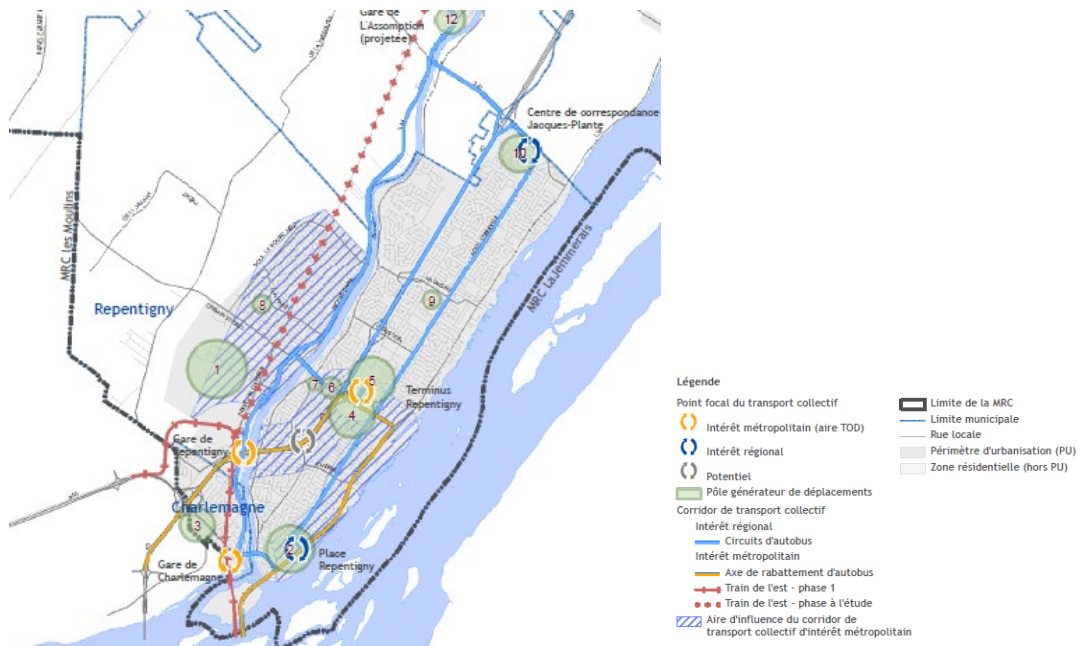 Gare de
L'Assomption
(projetée)
12
Centre de correspondance
Jacques-Plante
10
MRC Les Moulins
MRC LaJemmerais
Repentigny
8
9
1
7
6
5
4
Terminus
Repentigny
Gare de
Repentigny
Charlemagne
3
2
Place
Repentigny
Gare de
Charlemagne
Légende
Point focal du transport collectif
Intérêt métropolitain (aire TOD)
Intérêt régional
Potentiel
Pôle générateur de déplacements
Corridor de transport collectif
Intérêt régional
Circuits d'autobus
Intérêt métropolitain
Axe de rabattement d'autobus
Train de l'est - phase 1
Train de l'est - phase à l'étude
Aire d'influence du corridor de
transport collectif d'intérêt métropolitain
Limite de la MRC
Limite municipale
Rue locale
Périmètre d'urbanisation (PU)
Zone résidentielle (hors PU)